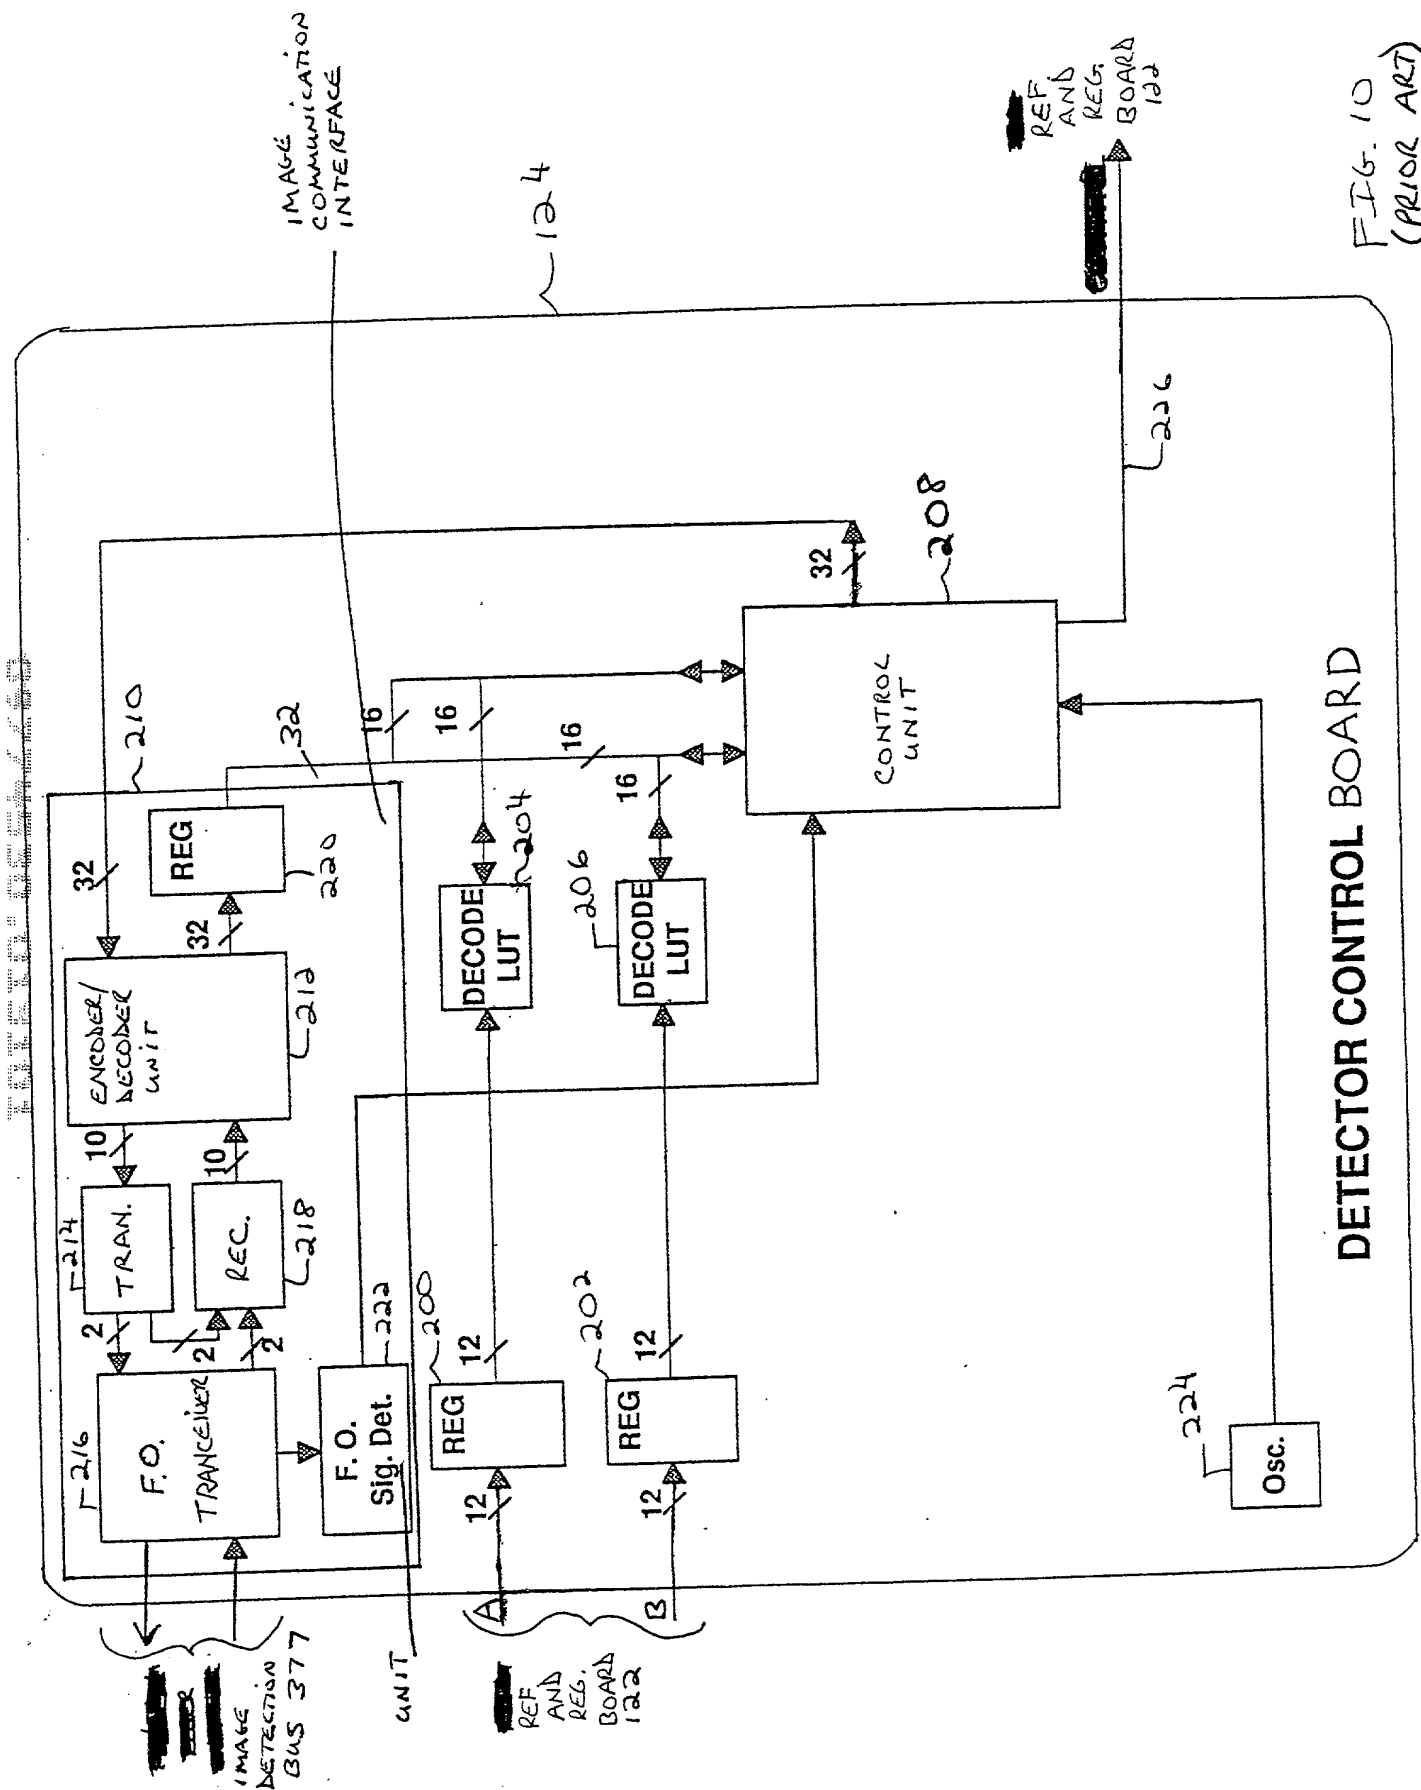 IMAGE
COMMUNICATION
INTERFACE
124
REF
AND
REG.
BOARD
122
FIG. 10
(PRIOR ART)
210
32
REG
220
32
32
ENCODER/
DECODER
UNIT
212
10
10
214
TRAN.
REC.
218
2
2
2
216
F.O.
TRANCEIVER
F. O.
Sig. Det.
222
UNIT
IMAGE
DETECTION
BUS 377
16
16
16
16
DECODE
LUT
204
206
DECODE
LUT
32
208
CONTROL
UNIT
226
200
REG
12
12
A
202
REG
12
12
B
REF
AND
REG.
BOARD
122
224
Osc.
DETECTOR CONTROL BOARD